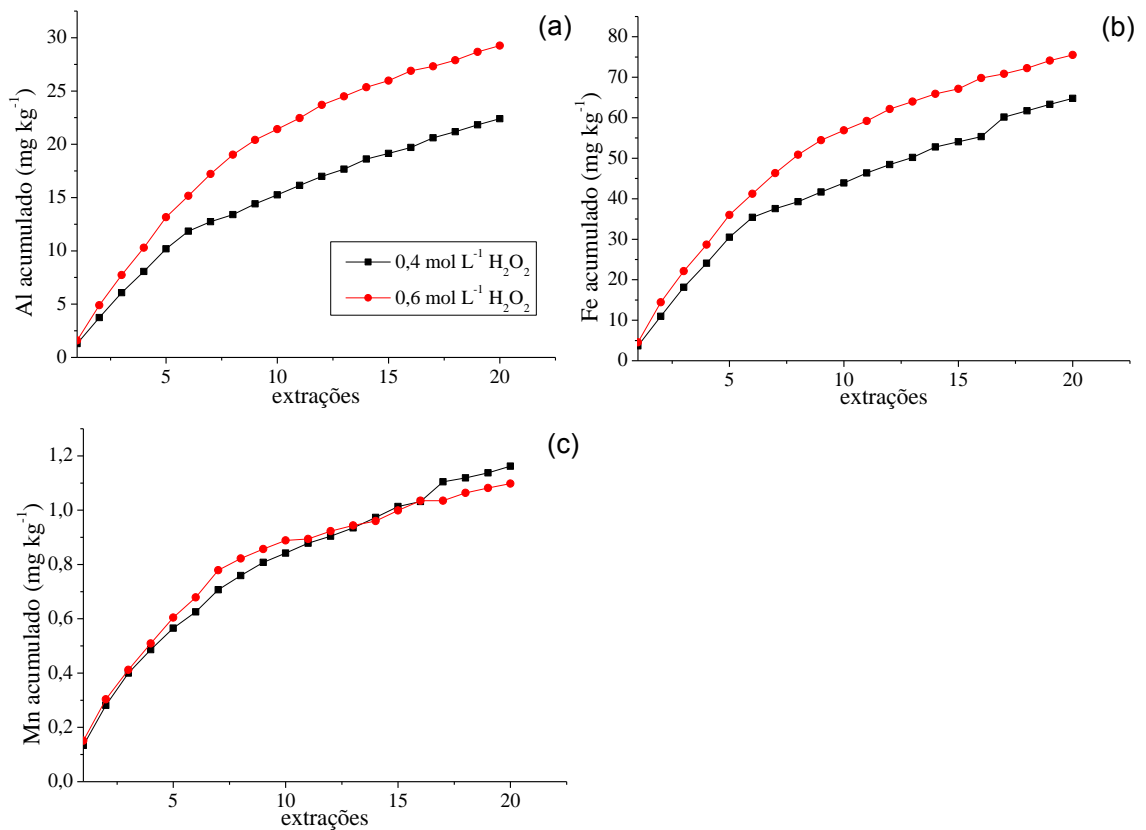 (a)
Al acumulado (mg kg⁻¹)
30
25
20
15
10
5
0
5 10 15 20
extrações
0,4 mol L⁻¹ H₂O₂
0,6 mol L⁻¹ H₂O₂
(b)
Fe acumulado (mg kg⁻¹)
80
70
60
50
40
30
20
10
0
5 10 15 20
extrações
(c)
Mn acumulado (mg kg⁻¹)
1,2
1,0
0,8
0,6
0,4
0,2
0,0
5 10 15 20
extrações